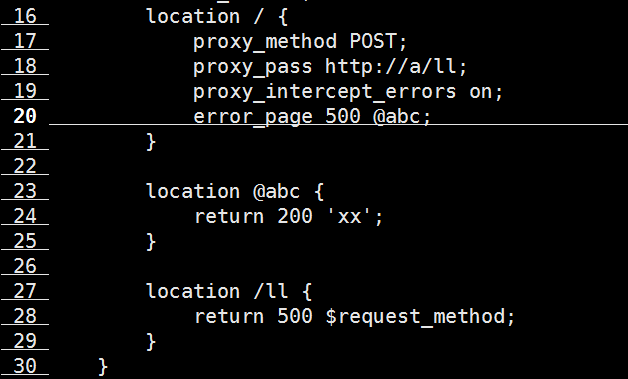 16 location / {
17 proxy_method POST;
18 proxy_pass http://a/ll;
19 proxy_intercept_errors on;
20 error_page 500 @abc;
21 }
22
23 location @abc {
24 return 200 'xx';
25 }
26
27 location /ll {
28 return 500 $request_method;
29 }
30 }